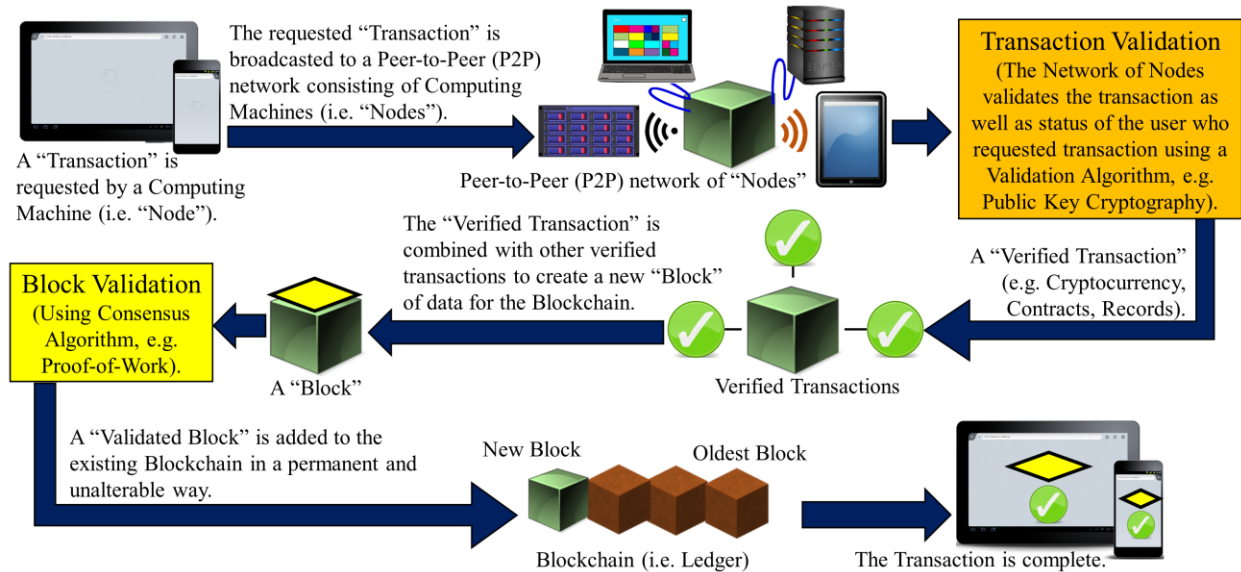 The requested “Transaction” is
broadcasted to a Peer-to-Peer (P2P)
network consisting of Computing
Machines (i.e. “Nodes”).
A “Transaction” is
requested by a Computing
Machine (i.e. “Node”).
Peer-to-Peer (P2P) network of “Nodes”
Transaction Validation
(The Network of Nodes
validates the transaction as
well as status of the user who
requested transaction using a
Validation Algorithm, e.g.
Public Key Cryptography).
A “Verified Transaction”
(e.g. Cryptocurrency,
Contracts, Records).
Verified Transactions
The “Verified Transaction” is
combined with other verified
transactions to create a new “Block”
of data for the Blockchain.
A “Block”
Block Validation
(Using Consensus
Algorithm, e.g.
Proof-of-Work).
A “Validated Block” is added to the
existing Blockchain in a permanent and
unalterable way.
New Block
Oldest Block
Blockchain (i.e. Ledger)
The Transaction is complete.